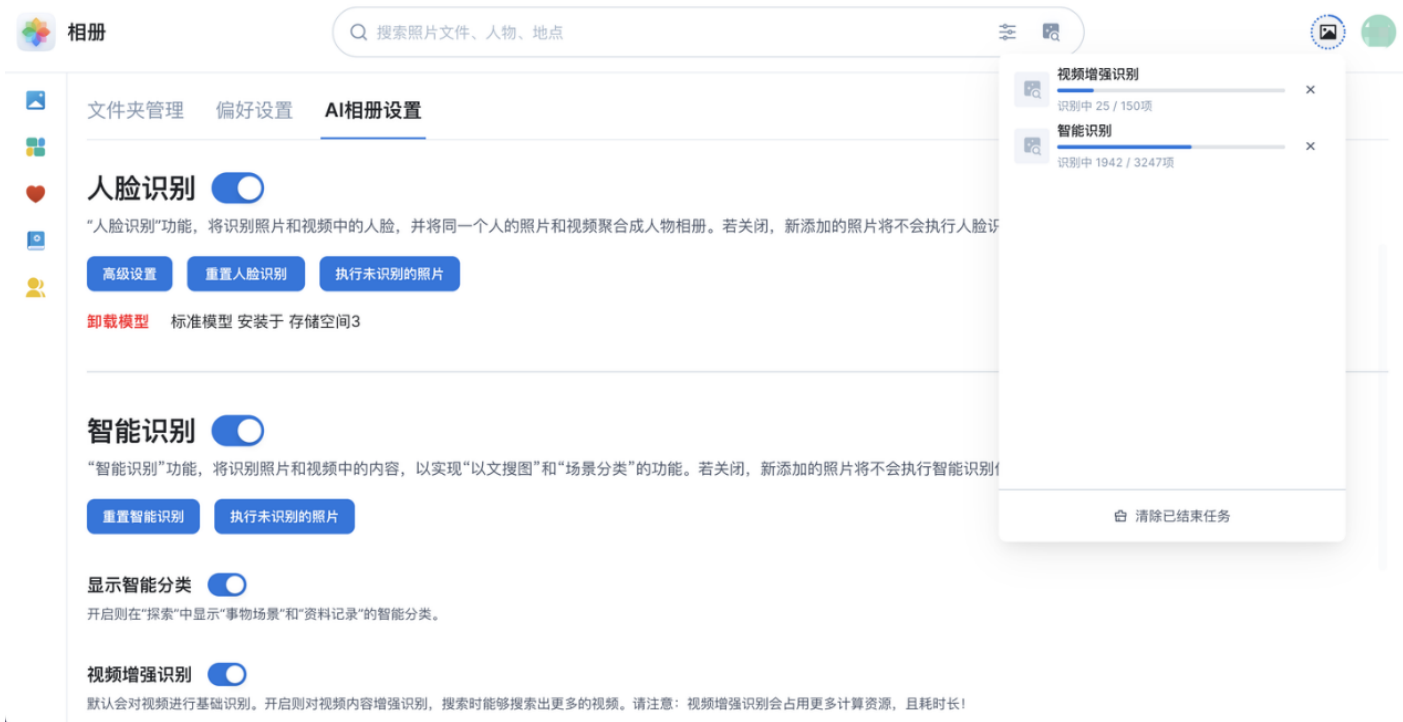 相册
搜索照片文件、人物、地点
文件夹管理 偏好设置 AI相册设置
人脸识别
“人脸识别”功能，将识别照片和视频中的人脸，并将同一个人的照片和视频聚合成人物相册。若关闭，新添加的照片将不会执行人脸识
高级设置 重置人脸识别 执行未识别的照片
卸载模型 标准模型 安装于 存储空间3
智能识别
“智能识别”功能，将识别照片和视频中的内容，以实现“以文搜图”和“场景分类”的功能。若关闭，新添加的照片将不会执行智能识别
重置智能识别 执行未识别的照片
显示智能分类
开启则在“探索”中显示“事物场景”和“资料记录”的智能分类。
视频增强识别
默认会对视频进行基础识别。开启则对视频内容增强识别，搜索时能够搜索出更多的视频。请注意：视频增强识别会占用更多计算资源，且耗时长！
视频增强识别
识别中 25 / 150项
智能识别
识别中 1942 / 3247项
清除已结束任务